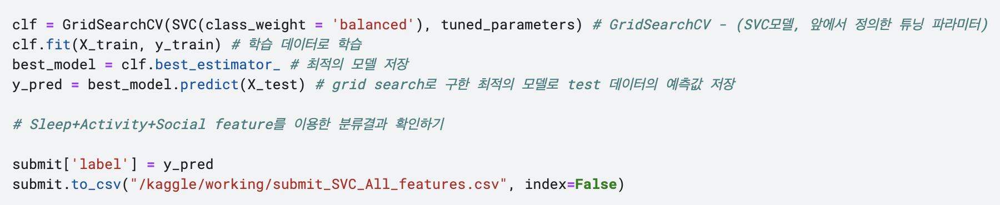 clf = GridSearchCV(SVC(class_weight = 'balanced'), tuned_parameters) # GridSearchCV - (SVC모델, 앞에서 정의한 튜닝 파라미터)
clf.fit(X_train, y_train) # 학습 데이터로 학습
best_model = clf.best_estimator_ # 최적의 모델 저장
y_pred = best_model.predict(X_test) # grid search로 구한 최적의 모델로 test 데이터의 예측값 저장
# Sleep+Activity+Social feature를 이용한 분류결과 확인하기
submit['label'] = y_pred
submit.to_csv("/kaggle/working/submit_SVC_All_features.csv", index=False)